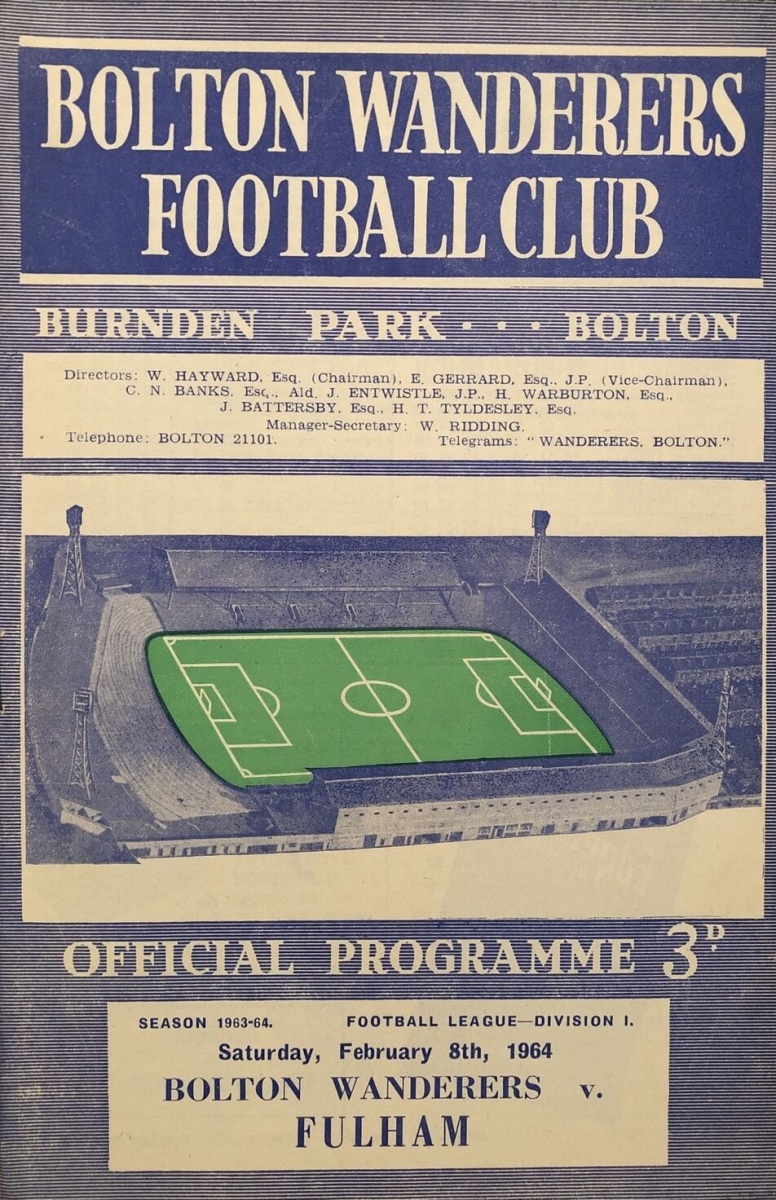 BOLTON WANDERERS
FOOTBALL CLUB
BURNDEN PARK · · · BOLTON
Directors: W. HAYWARD, Esq. (Chairman), E. GERRARD, Esq., J.P. (Vice-Chairman),
C. N. BANKS, Esq., Ald. J. ENTWISTLE, J.P., H. WARBURTON, Esq.,
J. BATTERSBY, Esq., H. T. TYLDESLEY, Esq.
Manager-Secretary: W. RIDDING.
Telephone: BOLTON 21101. Telegrams: "WANDERERS, BOLTON."
OFFICIAL PROGRAMME 3D.
SEASON 1963-64. FOOTBALL LEAGUE—DIVISION I.
Saturday, February 8th, 1964
BOLTON WANDERERS v.
FULHAM